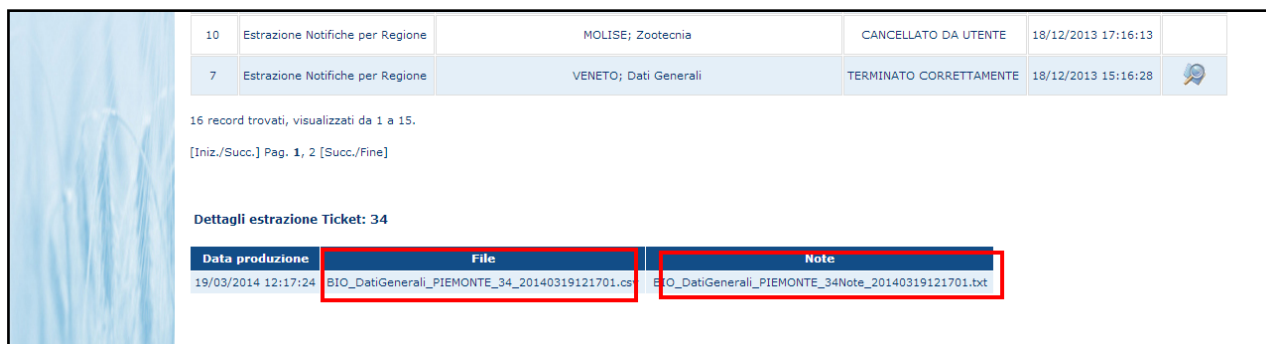 10 Estrazione Notifiche per Regione MOLISE; Zootecnia CANCELLATO DA UTENTE 18/12/2013 17:16:13
7 Estrazione Notifiche per Regione VENETO; Dati Generali TERMINATO CORRETTAMENTE 18/12/2013 15:16:28
16 record trovati, visualizzati da 1 a 15.
[Iniz./Succ.] Pag. 1, 2 [Succ./Fine]
Dettagli estrazione Ticket: 34
Data produzione File Note
19/03/2014 12:17:24 BIO_DatiGenerali_PIEMONTE_34_20140319121701.csv BIO_DatiGenerali_PIEMONTE_34Note_20140319121701.txt